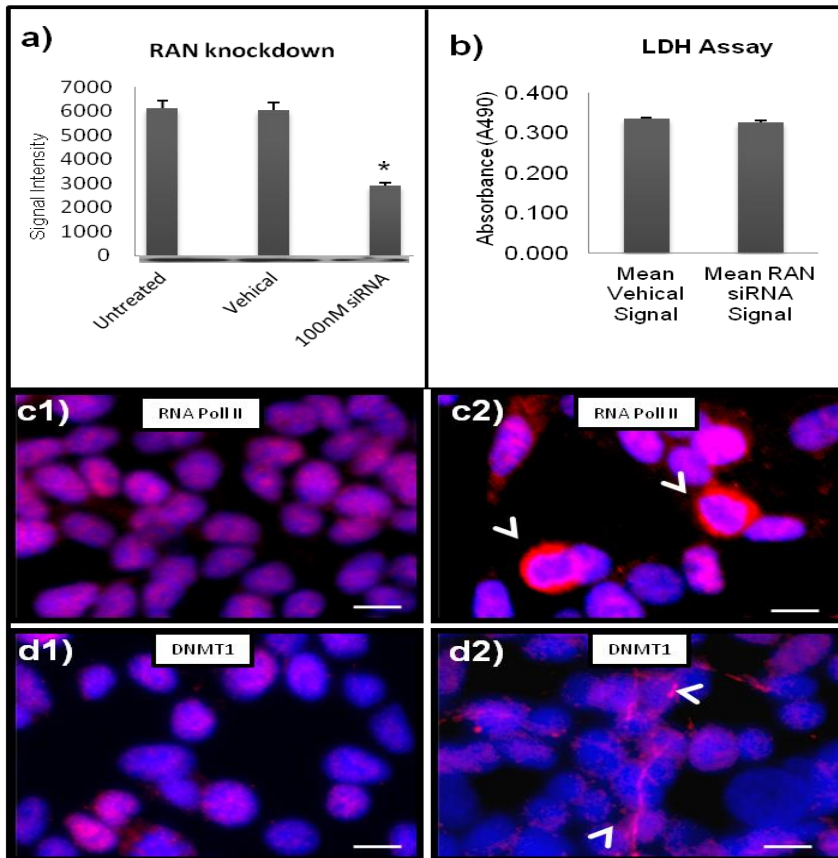 a)
RAN knockdown
Signal Intensity
7000
6000
5000
4000
3000
2000
1000
0
*
Untreated
Vehical
100nM siRNA
b)
LDH Assay
Absorbance (A490)
0.400
0.300
0.200
0.100
0.000
Mean
Vehical
Signal
Mean RAN
siRNA
Signal
c1)
RNA Poll II
c2)
RNA Poll II
d1)
DNMT1
d2)
DNMT1